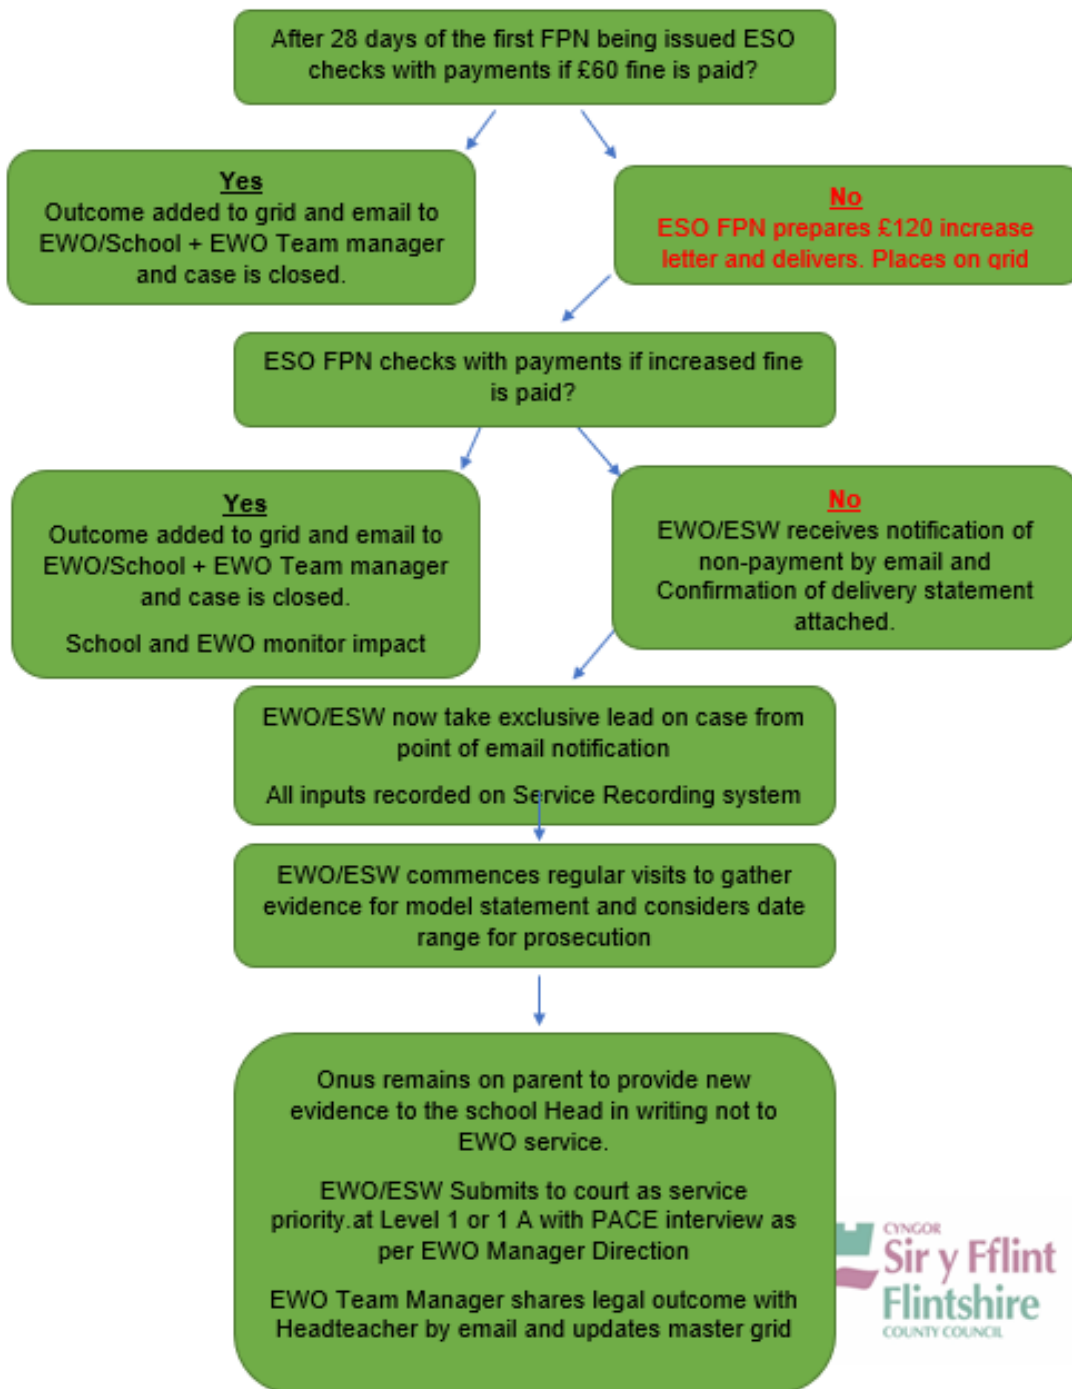 After 28 days of the first FPN being issued ESO
checks with payments if £60 fine is paid?
Yes
Outcome added to grid and email to
EWO/School + EWO Team manager
and case is closed.
No
ESO FPN prepares £120 increase
letter and delivers. Places on grid
ESO FPN checks with payments if increased fine
is paid?
Yes
Outcome added to grid and email to
EWO/School + EWO Team manager
and case is closed.
School and EWO monitor impact
No
EWO/ESW receives notification of
non-payment by email and
Confirmation of delivery statement
attached.
EWO/ESW now take exclusive lead on case from
point of email notification
All inputs recorded on Service Recording system
EWO/ESW commences regular visits to gather
evidence for model statement and considers date
range for prosecution
Onus remains on parent to provide new
evidence to the school Head in writing not to
EWO service.
EWO/ESW Submits to court as service
priority.at Level 1 or 1 A with PACE interview as
per EWO Manager Direction
EWO Team Manager shares legal outcome with
Headteacher by email and updates master grid
CYNGOR
Sir y Fflint
Flintshire
COUNTY COUNCIL